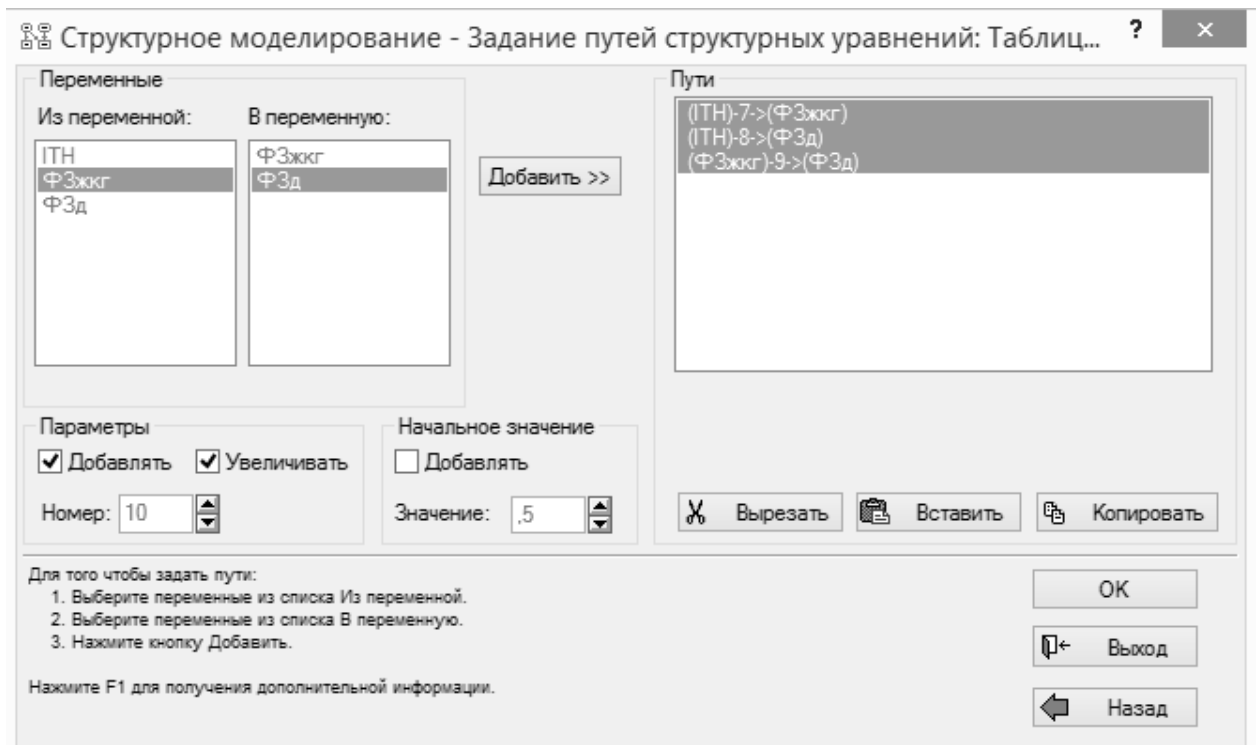 Структурное моделирование - Задание путей структурных уравнений: Таблиц... ? ×
Переменные
Из переменной: В переменную:
ITH
ФЗжкг
ФЗд
ФЗжкг
ФЗд
Добавить >>
Пути
(ITH)-7->(ФЗжкг)
(ITH)-8->(ФЗд)
(ФЗжкг)-9->(ФЗд)
Параметры
Добавлять Увеличивать
Номер: 10
Начальное значение
Добавлять
Значение: ,5
Вырезать Вставить Копировать
Для того чтобы задать пути:
1. Выберите переменные из списка Из переменной.
2. Выберите переменные из списка В переменную.
3. Нажмите кнопку Добавить.
Нажмите F1 для получения дополнительной информации.
OK
Выход
Назад